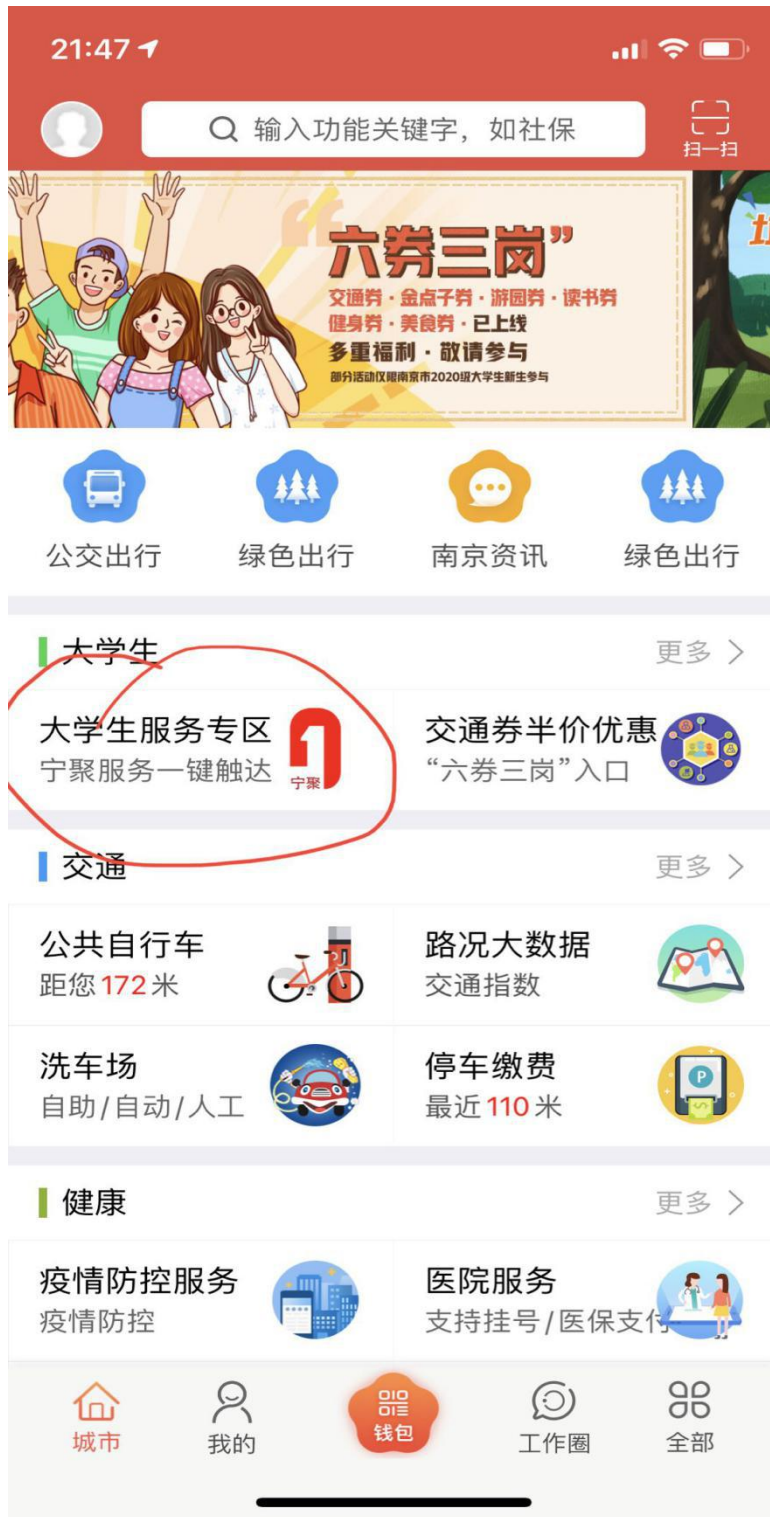 21:47
输入功能关键字，如社保
扫一扫
“六券三岗”
交通券·金点子券·游园券·读书券
健身券·美食券·已上线
多重福利·敬请参与
部分活动仅限南京市2020级大学生新生参与
公交出行
绿色出行
南京资讯
绿色出行
大学生
更多
大学生服务专区
宁聚服务一键触达
宁聚
交通券半价优惠
“六券三岗”入口
交通
更多
公共自行车
距您172米
路况大数据
交通指数
洗车场
自助/自动/人工
停车缴费
最近110米
P
健康
更多
疫情防控服务
疫情防控
医院服务
支持挂号/医保支付
城市
我的
钱包
工作圈
全部